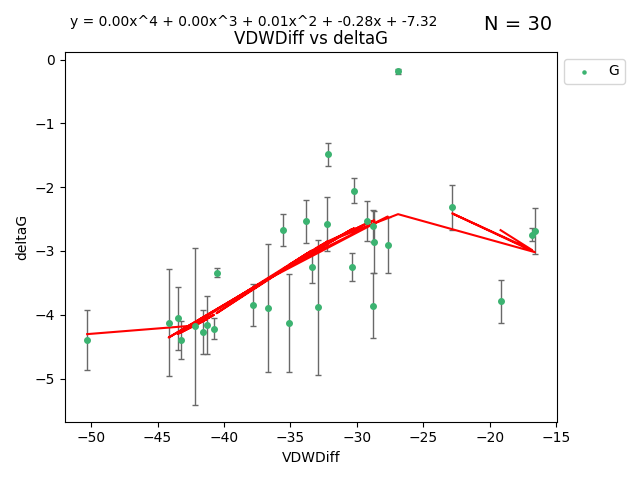 y = 0.00x^4 + 0.00x^3 + 0.01x^2 + -0.28x + -7.32
N = 30
VDWDiff vs deltaG
G
0
−1
−2
−3
−4
−5
deltaG
−50
−45
−40
−35
−30
−25
−20
−15
VDWDiff